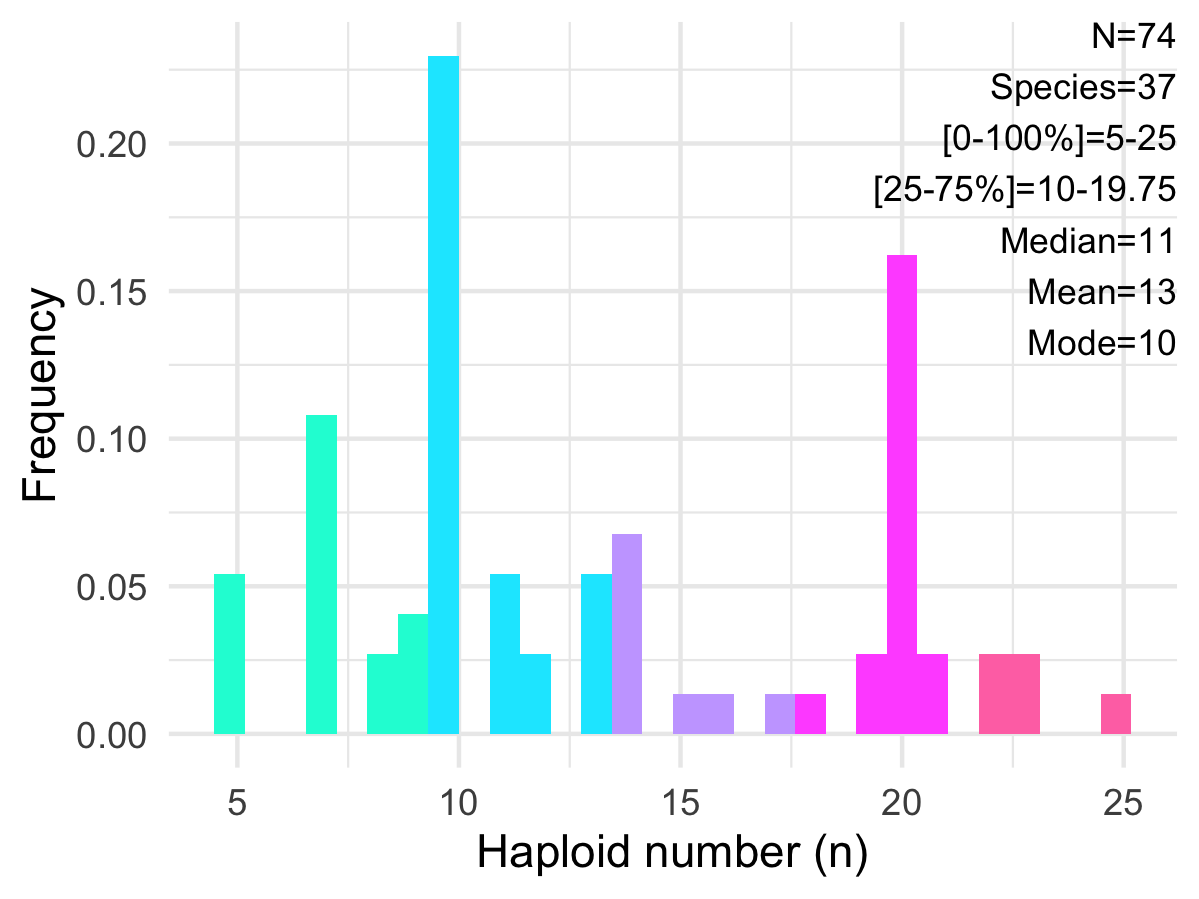 N=74
Species=37
[0-100%]=5-25
[25-75%]=10-19.75
Median=11
Mean=13
Mode=10
Frequency
0.20
0.15
0.10
0.05
0.00
5 10 15 20 25
Haploid number (n)